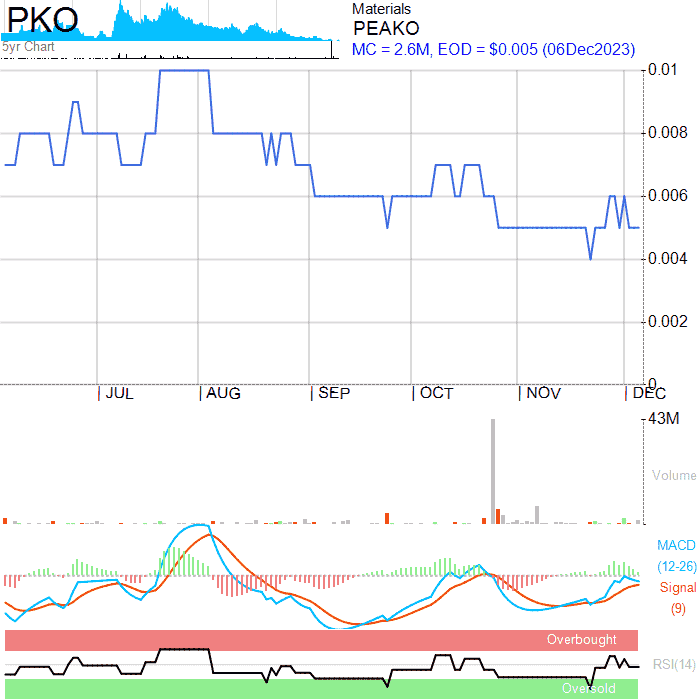 PKO
5yr Chart
Materials
PEAKO
MC = 2.6M, EOD = $0.005 (06Dec2023)
0.01
0.008
0.006
0.004
0.002
0
JUL
AUG
SEP
OCT
NOV
DEC
43M
Volume
MACD
(12-26)
Signal
(9)
Overbought
RSI(14)
Oversold